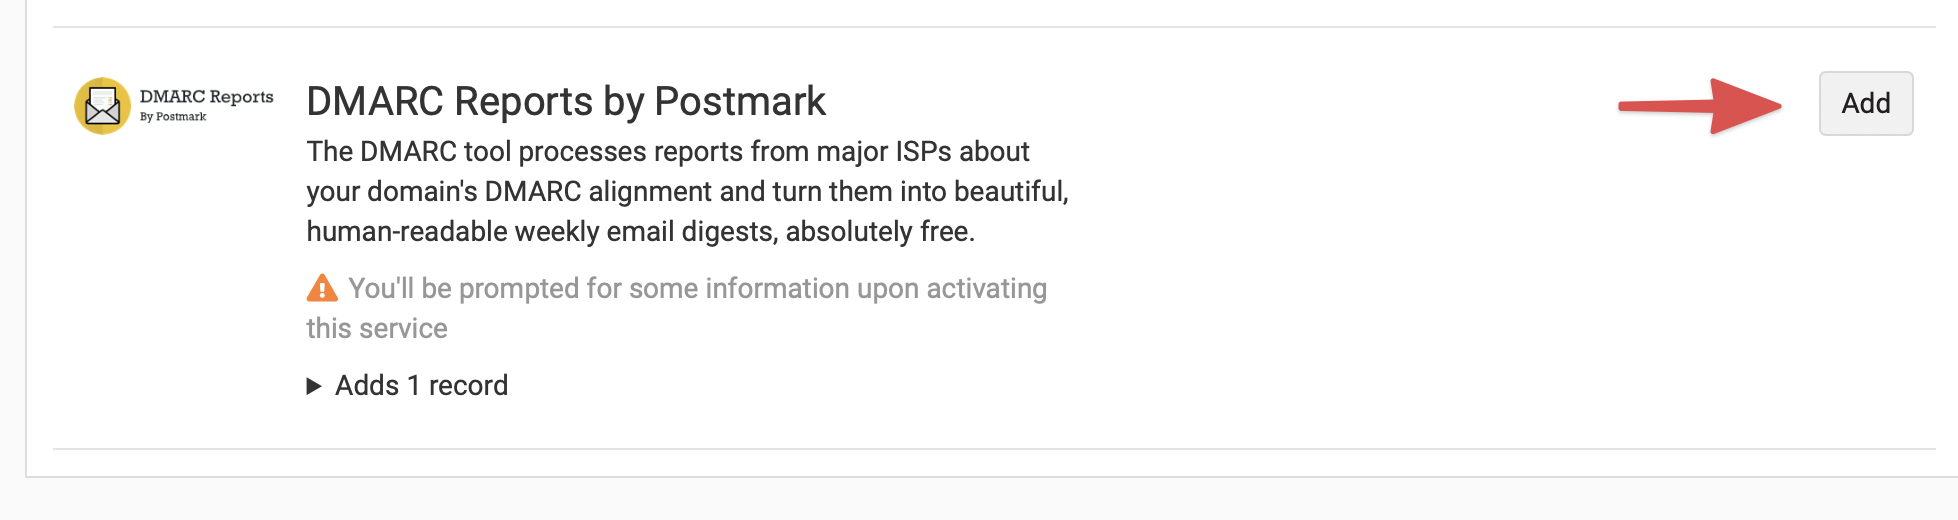 DMARC Reports
By Postmark
DMARC Reports by Postmark
Add
The DMARC tool processes reports from major ISPs about
your domain's DMARC alignment and turn them into beautiful,
human-readable weekly email digests, absolutely free.
You'll be prompted for some information upon activating
this service
Adds 1 record